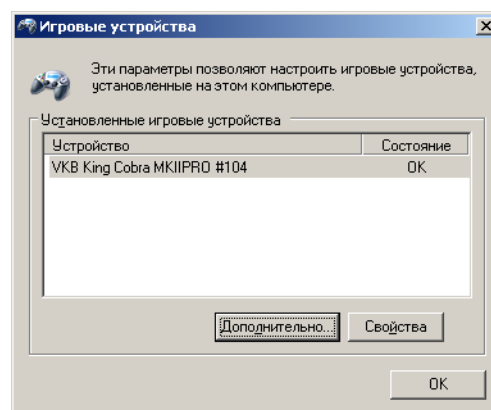 Игровые устройства
Эти параметры позволяют настроить игровые устройства,
установленные на этом компьютере.
Установленные игровые устройства
Устройство Состояние
VKB King Cobra MKIIPRO #104 OK
Дополнительно... Свойства
OK